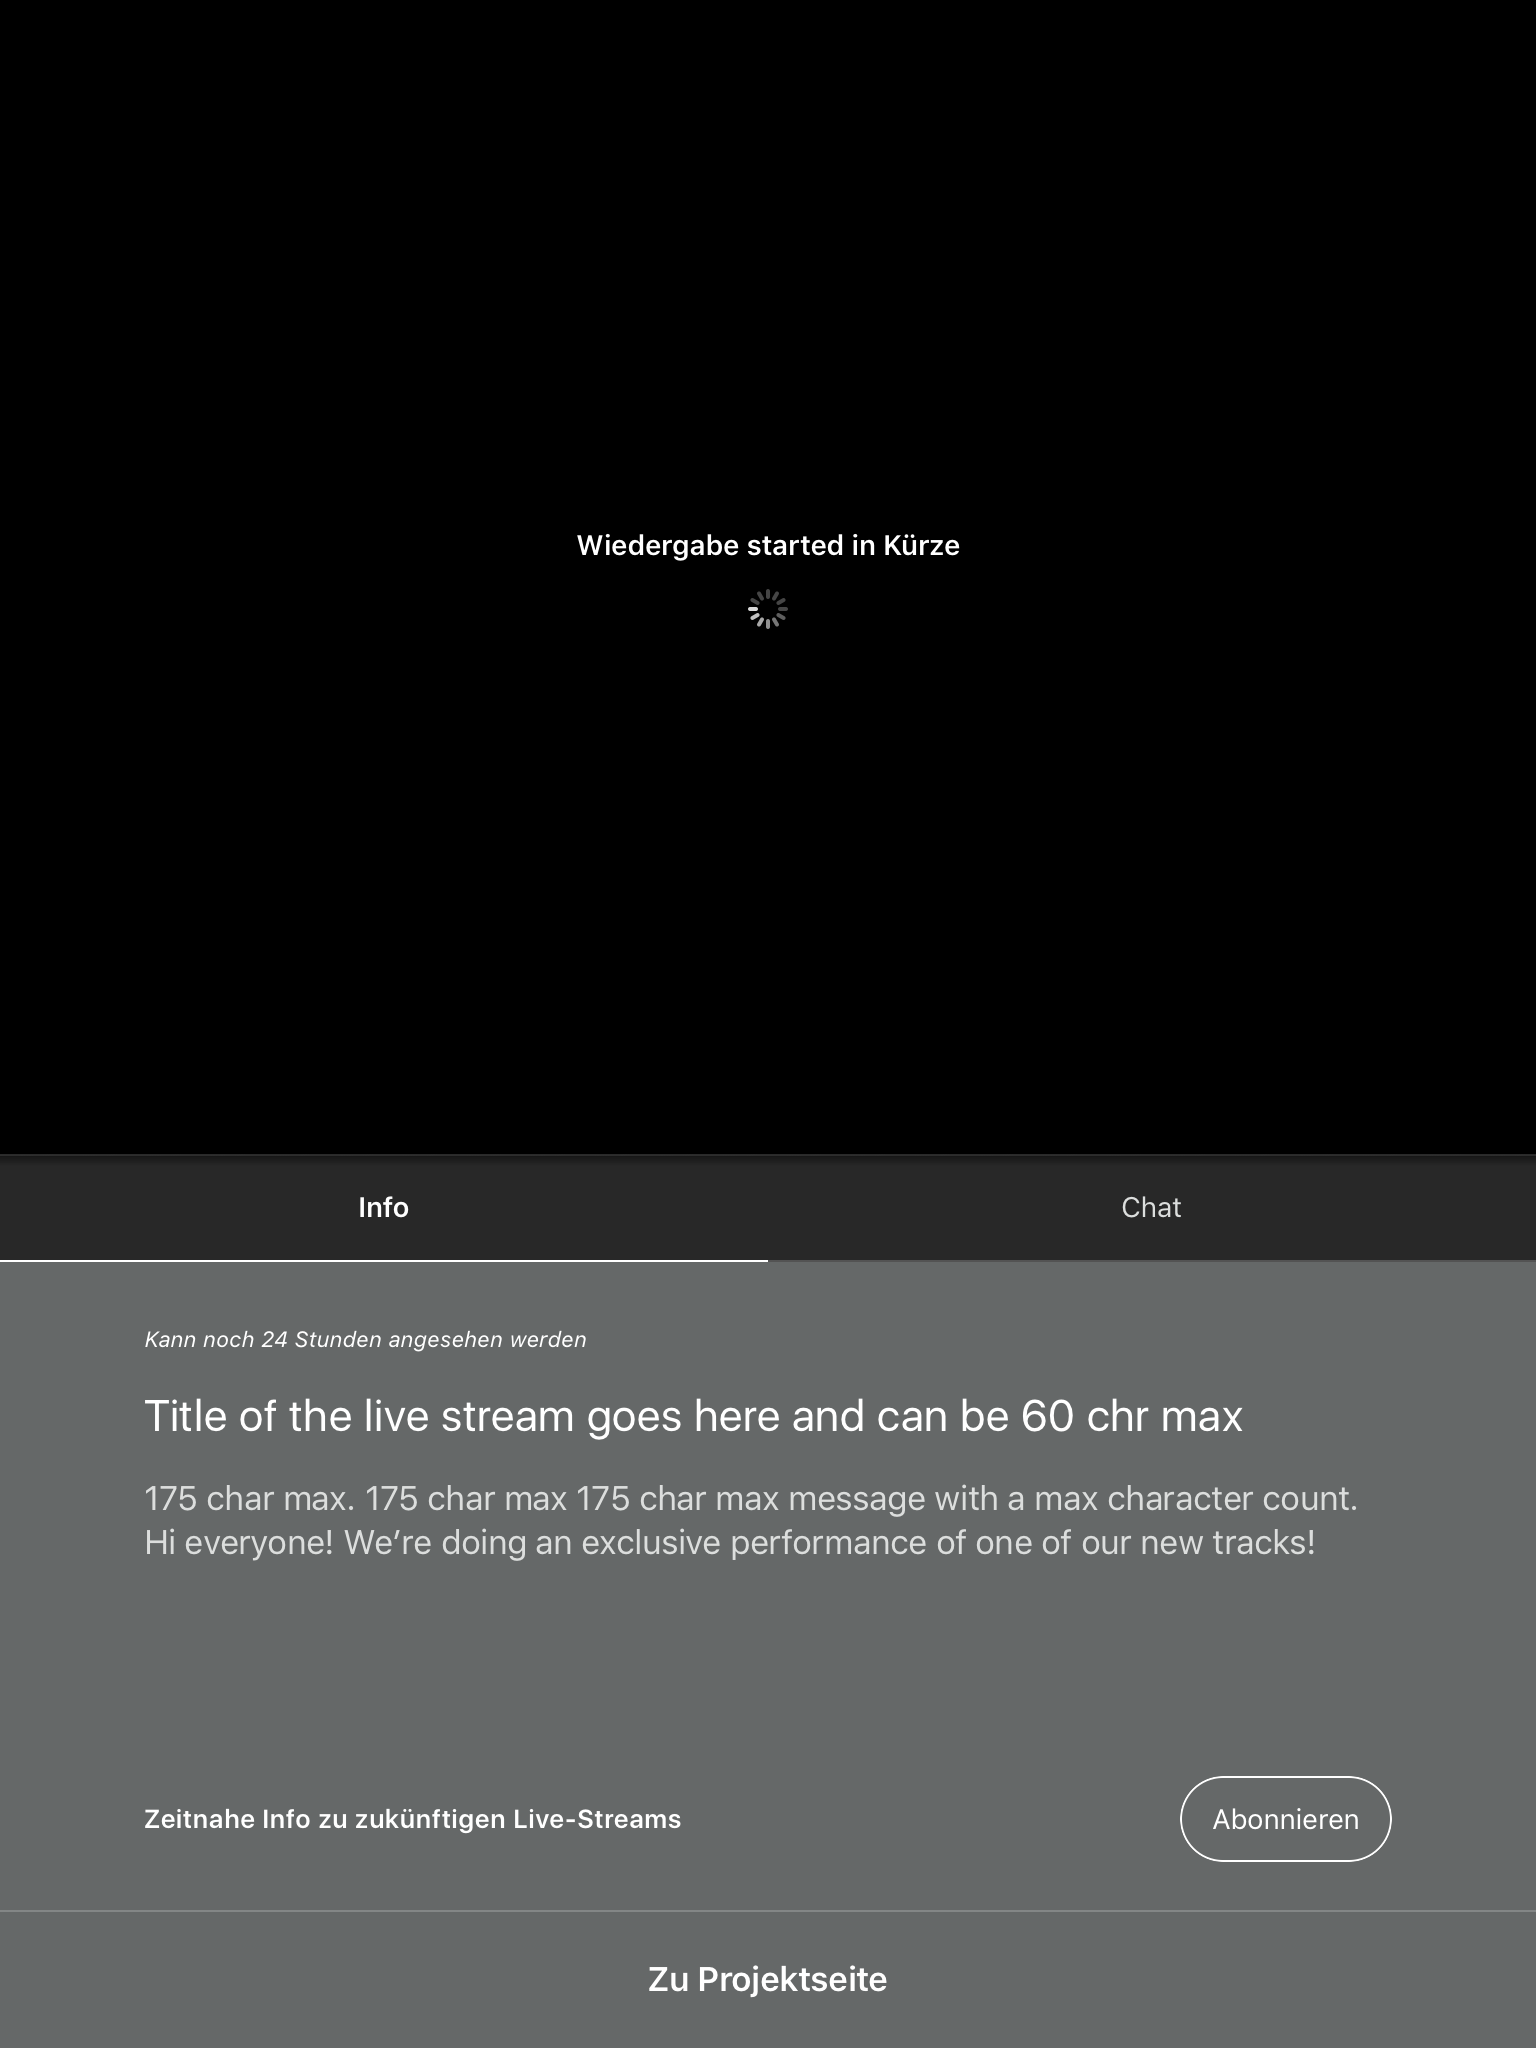 Wiedergabe started in Kürze
Info
Chat
Kann noch 24 Stunden angesehen werden
Title of the live stream goes here and can be 60 chr max
175 char max. 175 char max 175 char max message with a max character count.
Hi everyone! We’re doing an exclusive performance of one of our new tracks!
Zeitnahe Info zu zukünftigen Live-Streams
Abonnieren
Zu Projektseite